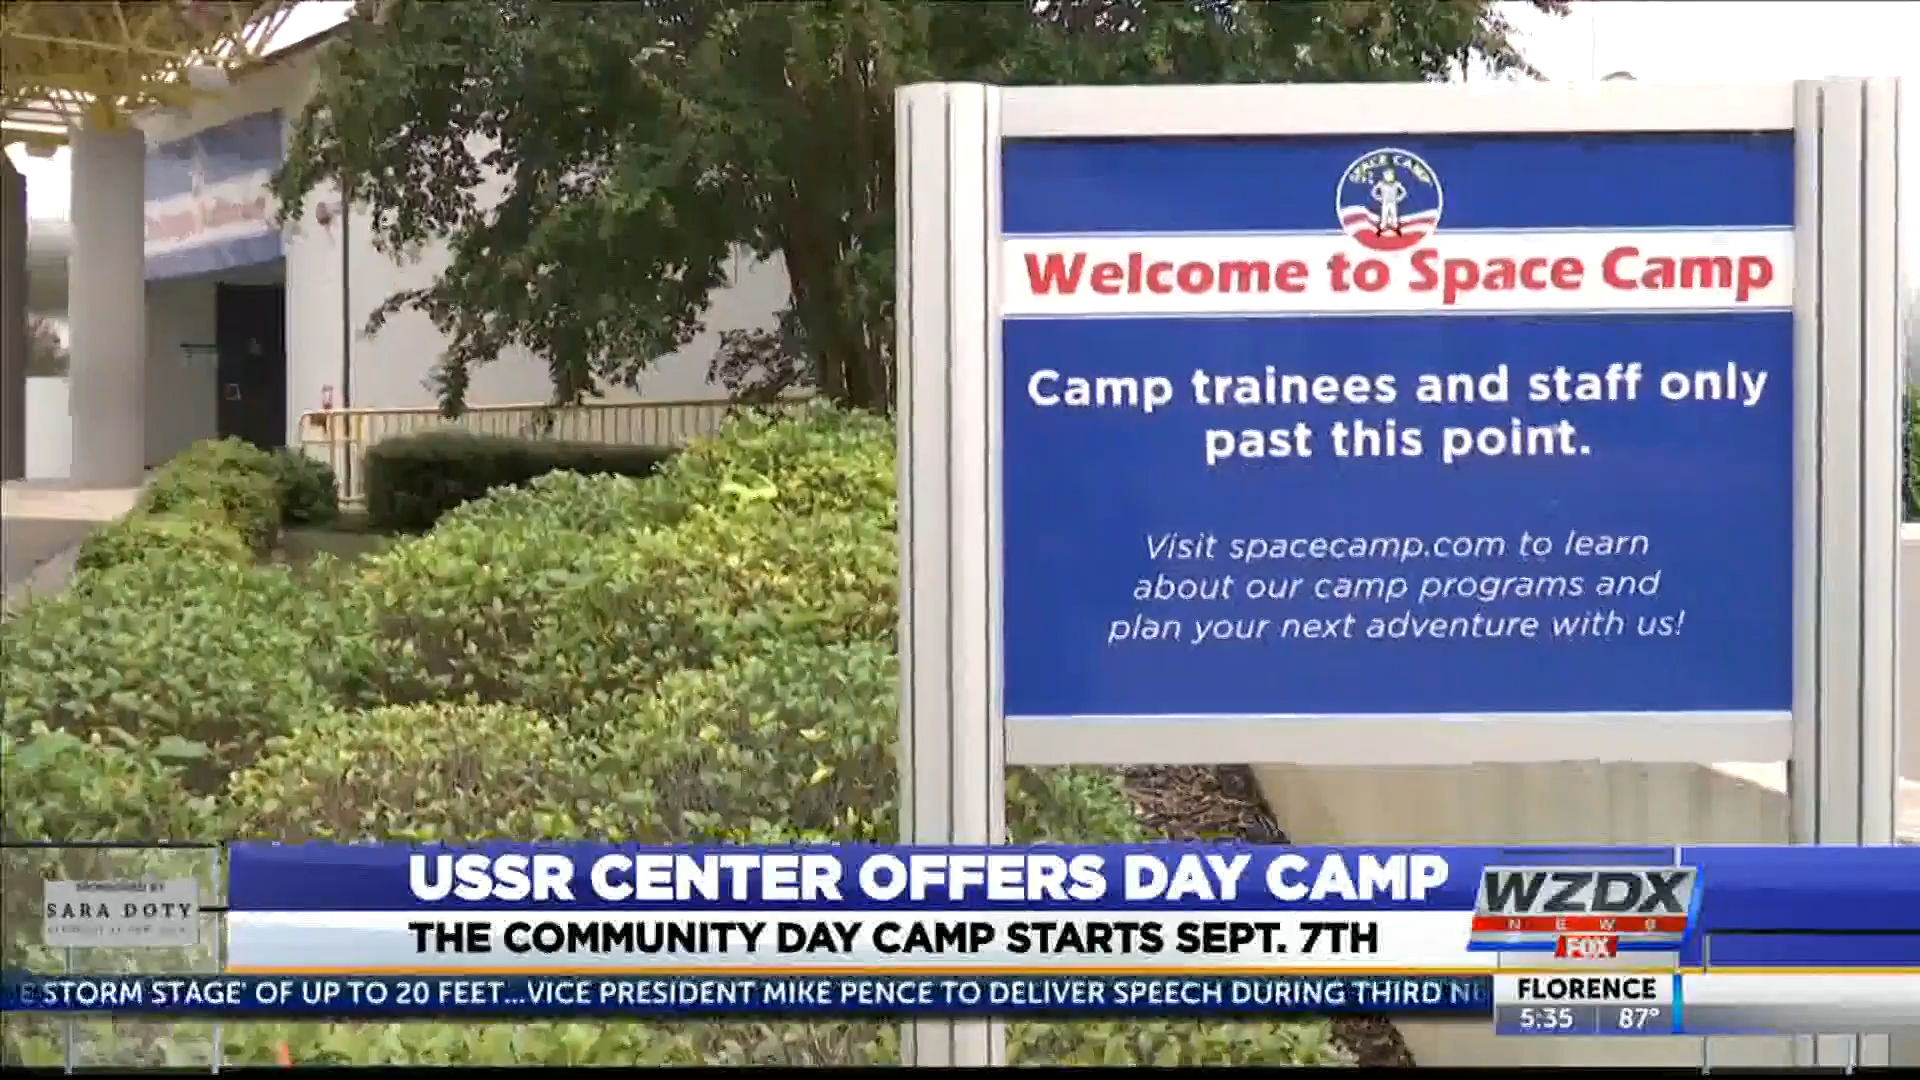 SPACE CAMP
Welcome to Space Camp
Camp trainees and staff only
past this point.
Visit spacecamp.com to learn
about our camp programs and
plan your next adventure with us!
USSR CENTER OFFERS DAY CAMP
THE COMMUNITY DAY CAMP STARTS SEPT. 7TH
WZDX
NEWS
FOX
SPONSORED BY
SARA DOTY
STORM STAGE' OF UP TO 20 FEET...VICE PRESIDENT MIKE PENCE TO DELIVER SPEECH DURING THIRD
FLORENCE
5:35 87°